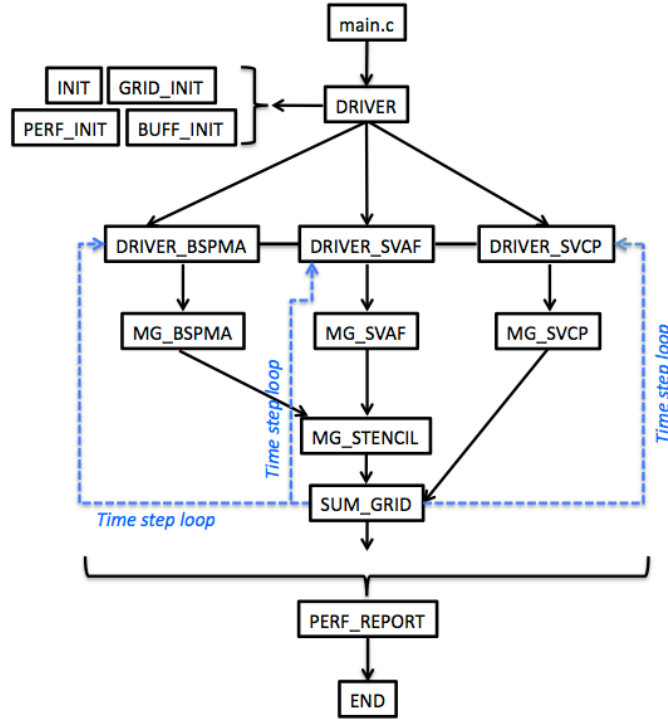 main.c
INIT
GRID_INIT
PERF_INIT
BUFF_INIT
DRIVER
DRIVER_BSPMA
DRIVER_SVAF
DRIVER_SVCP
MG_BSPMA
MG_SVAF
MG_SVCP
Time step loop
Time step loop
MG_STENCIL
SUM_GRID
Time step loop
PERF_REPORT
END